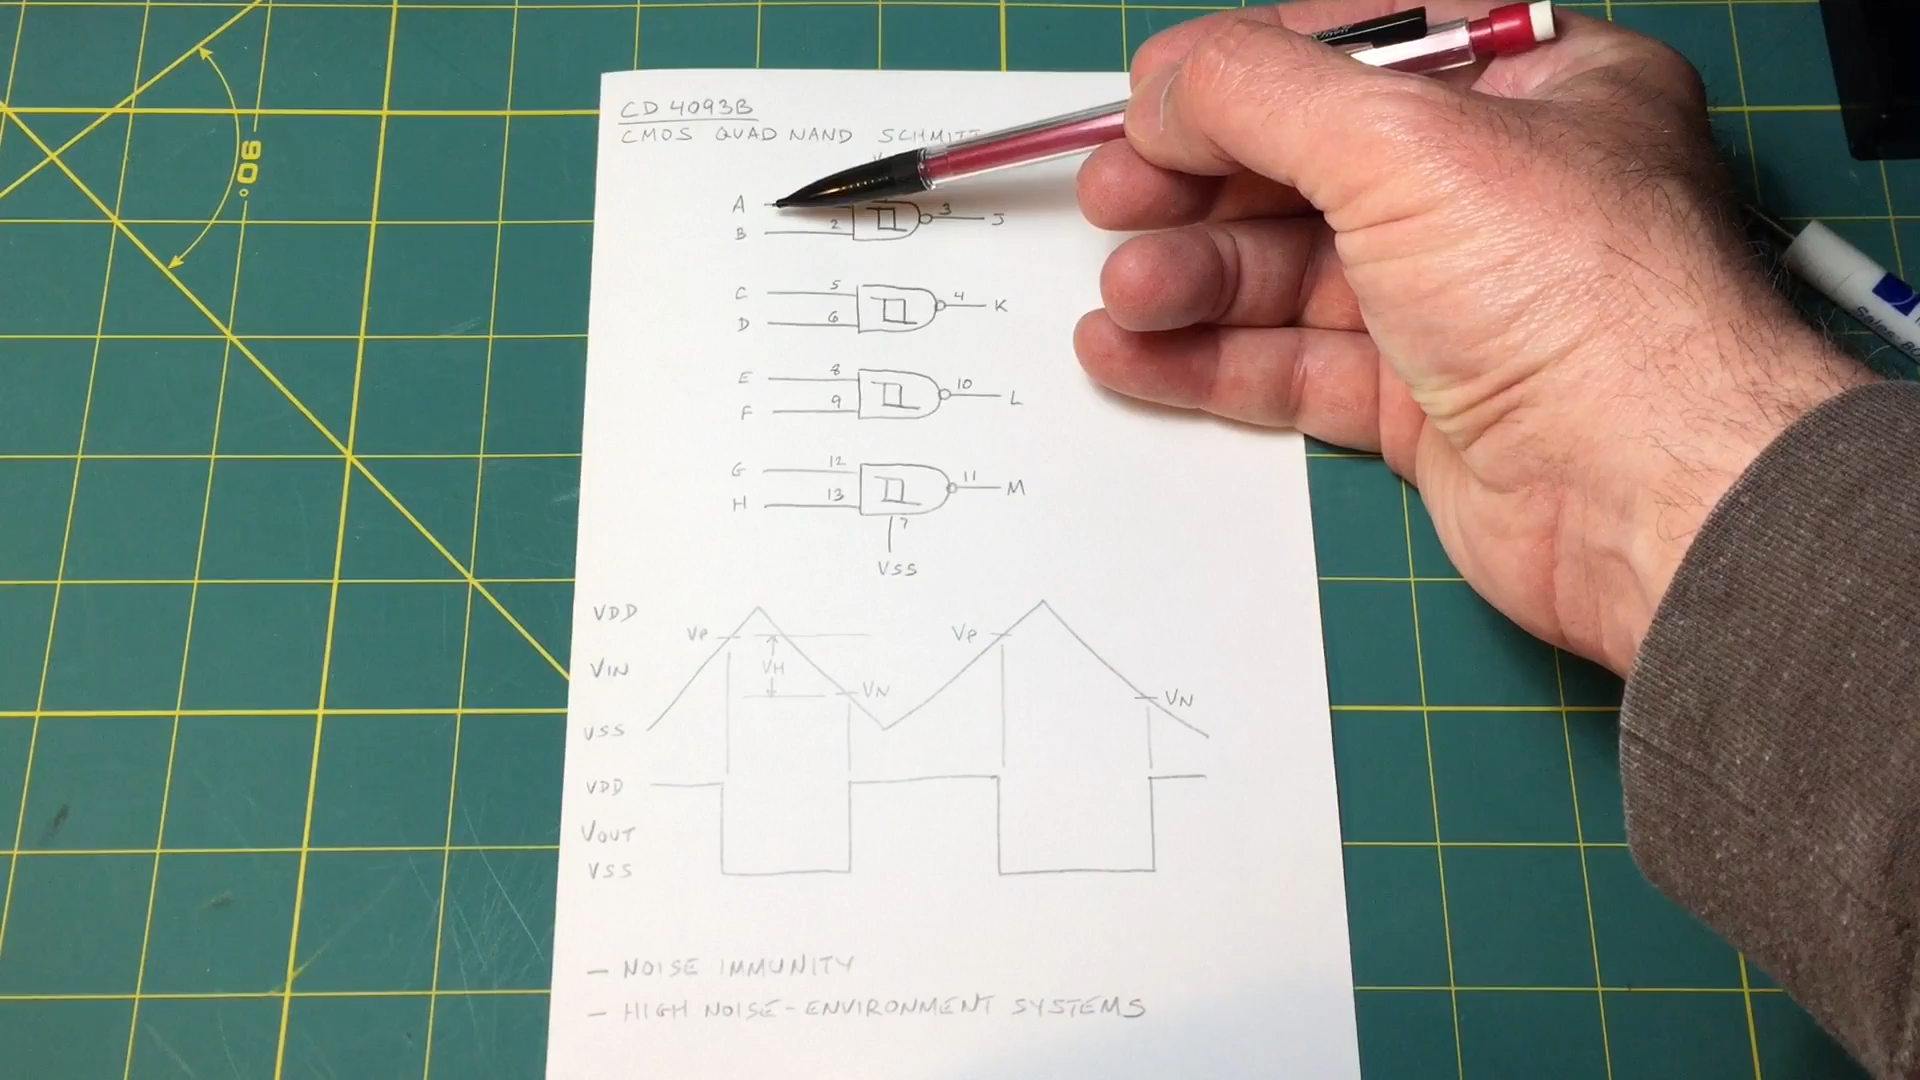 CD 4093B
CMOS QUAD NAND SCHMITT
A
B 2 3 J
C 5 4 K
D 6
E 8 10 L
F 9
G 12 11 M
H 13
7
VSS
VDD
VP VP
VIN VH VN VN
VSS
VDD
VOUT
VSS
— NOISE IMMUNITY
— HIGH NOISE-ENVIRONMENT SYSTEMS
90°